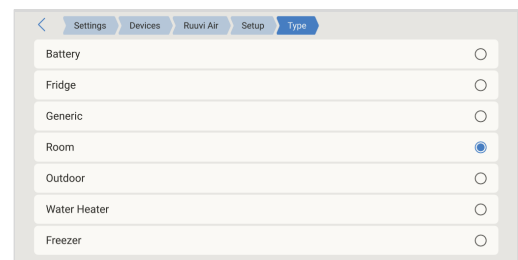 Settings Devices Ruuvi Air Setup Type
Battery
Fridge
Generic
Room
Outdoor
Water Heater
Freezer